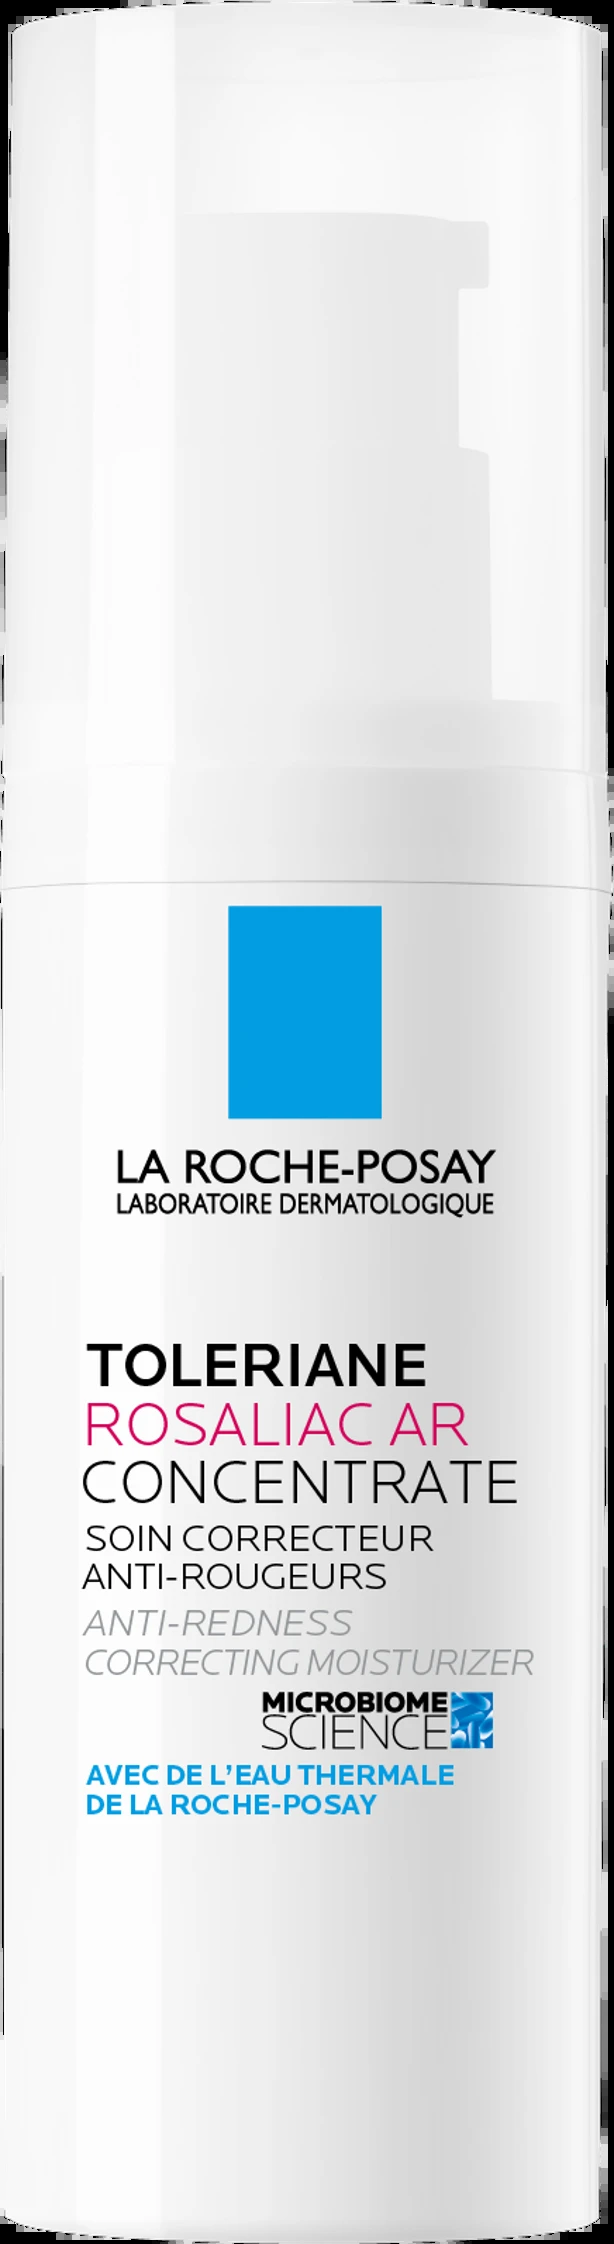 LA ROCHE-POSAY
LABORATOIRE DERMATOLOGIQUE
TOLERIANE
ROSALIAC AR
CONCENTRATE
SOIN CORRECTEUR
ANTI-ROUGEURS
ANTI-REDNESS
CORRECTING MOISTURIZER
MICROBIOME
SCIENCE
AVEC DE L'EAU THERMALE
DE LA ROCHE-POSAY